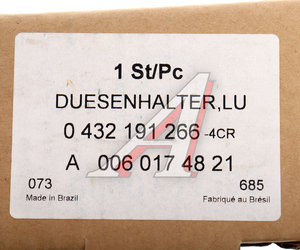 1 St/Pc
DUESENHALTER,LU
0 432 191 266 -4CR
A 006 017 48 21
073 685
Made in Brazil Fabriqué au Brésil